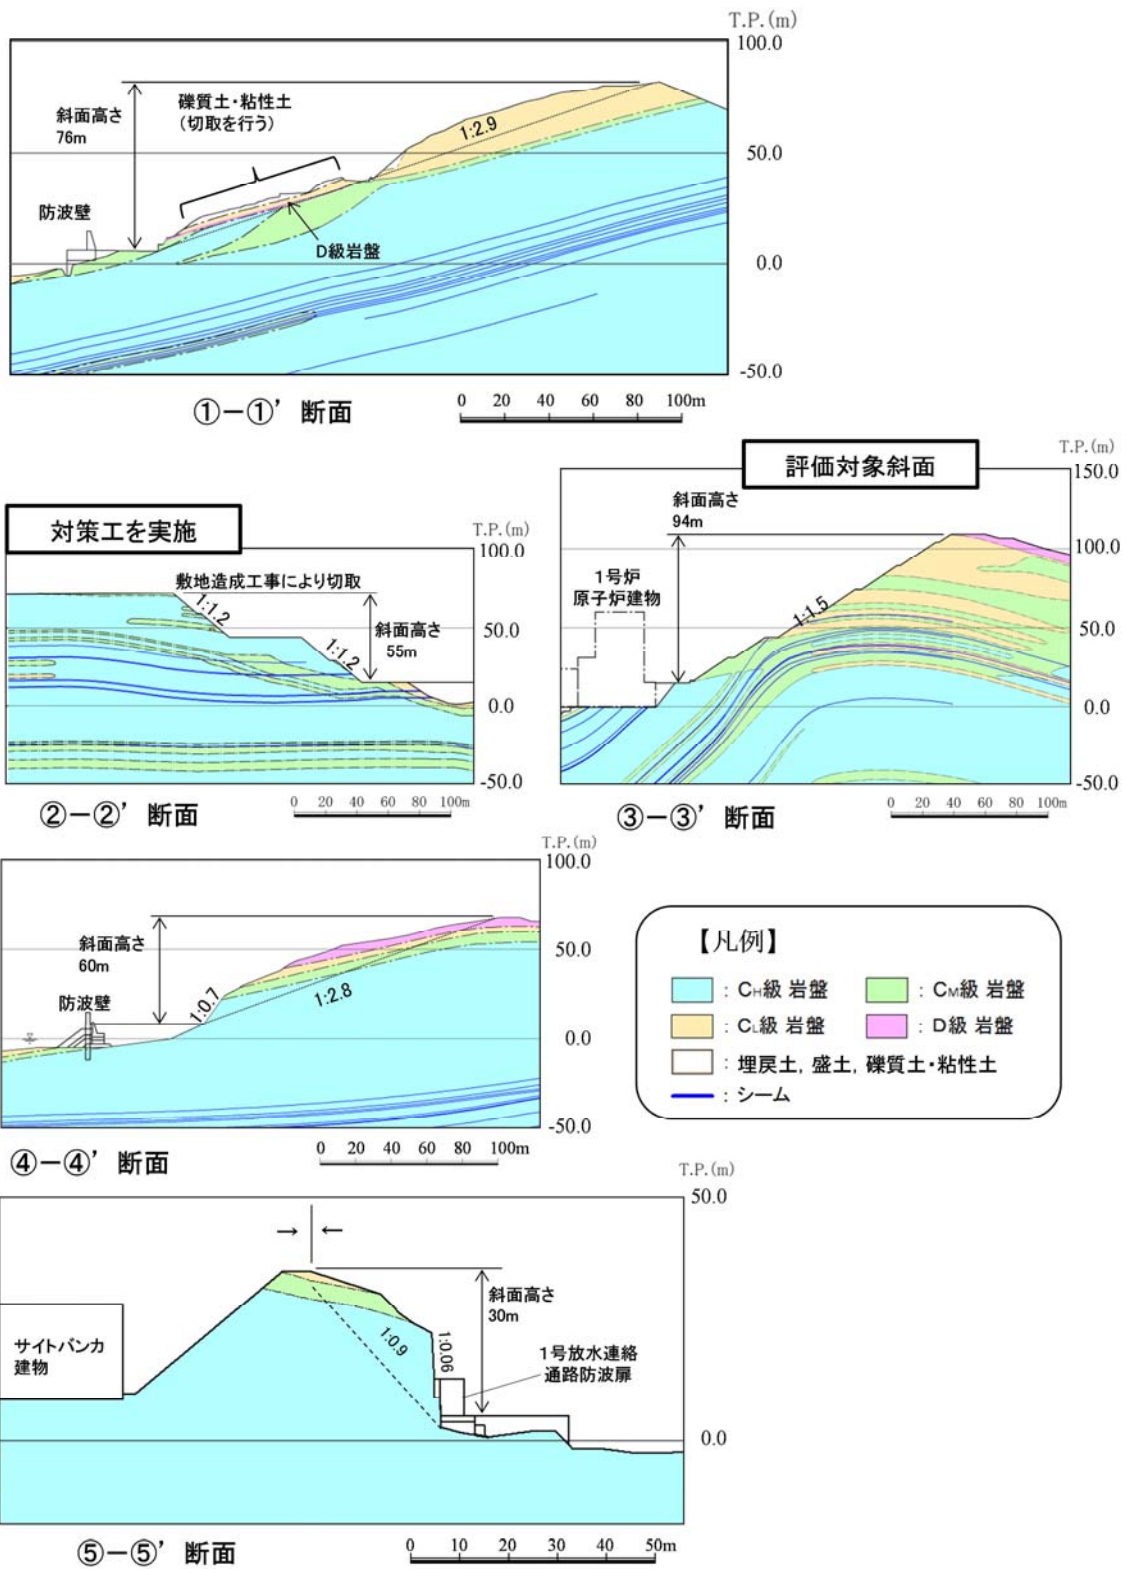 T.P.(m)
100.0
斜面高さ
76m
礫質土・粘性土
(切取を行う)
1:2.9
50.0
防波壁
D級岩盤
0.0
-50.0
①-①' 断面
0 20 40 60 80 100m
対策工を実施
T.P.(m)
100.0
敷地造成工事により切取
1:1.2
斜面高さ
55m
50.0
1:1.2
0.0
-50.0
②-②' 断面
0 20 40 60 80 100m
評価対象斜面
T.P.(m)
150.0
斜面高さ
94m
100.0
1号炉
原子炉建物
1:1.5
50.0
0.0
-50.0
③-③' 断面
0 20 40 60 80 100m
T.P.(m)
100.0
斜面高さ
60m
50.0
防波壁
1:0.7
1:2.8
0.0
-50.0
④-④' 断面
0 20 40 60 80 100m
【凡例】
: CH級 岩盤
: CM級 岩盤
: CL級 岩盤
: D級 岩盤
: 埋戻土, 盛土, 礫質土・粘性土
: シーム
T.P.(m)
50.0
→ ←
斜面高さ
30m
サイトバンカ
建物
1:0.9
1:0.06
1号放水連絡
通路防波扉
0.0
⑤-⑤' 断面
0 10 20 30 40 50m